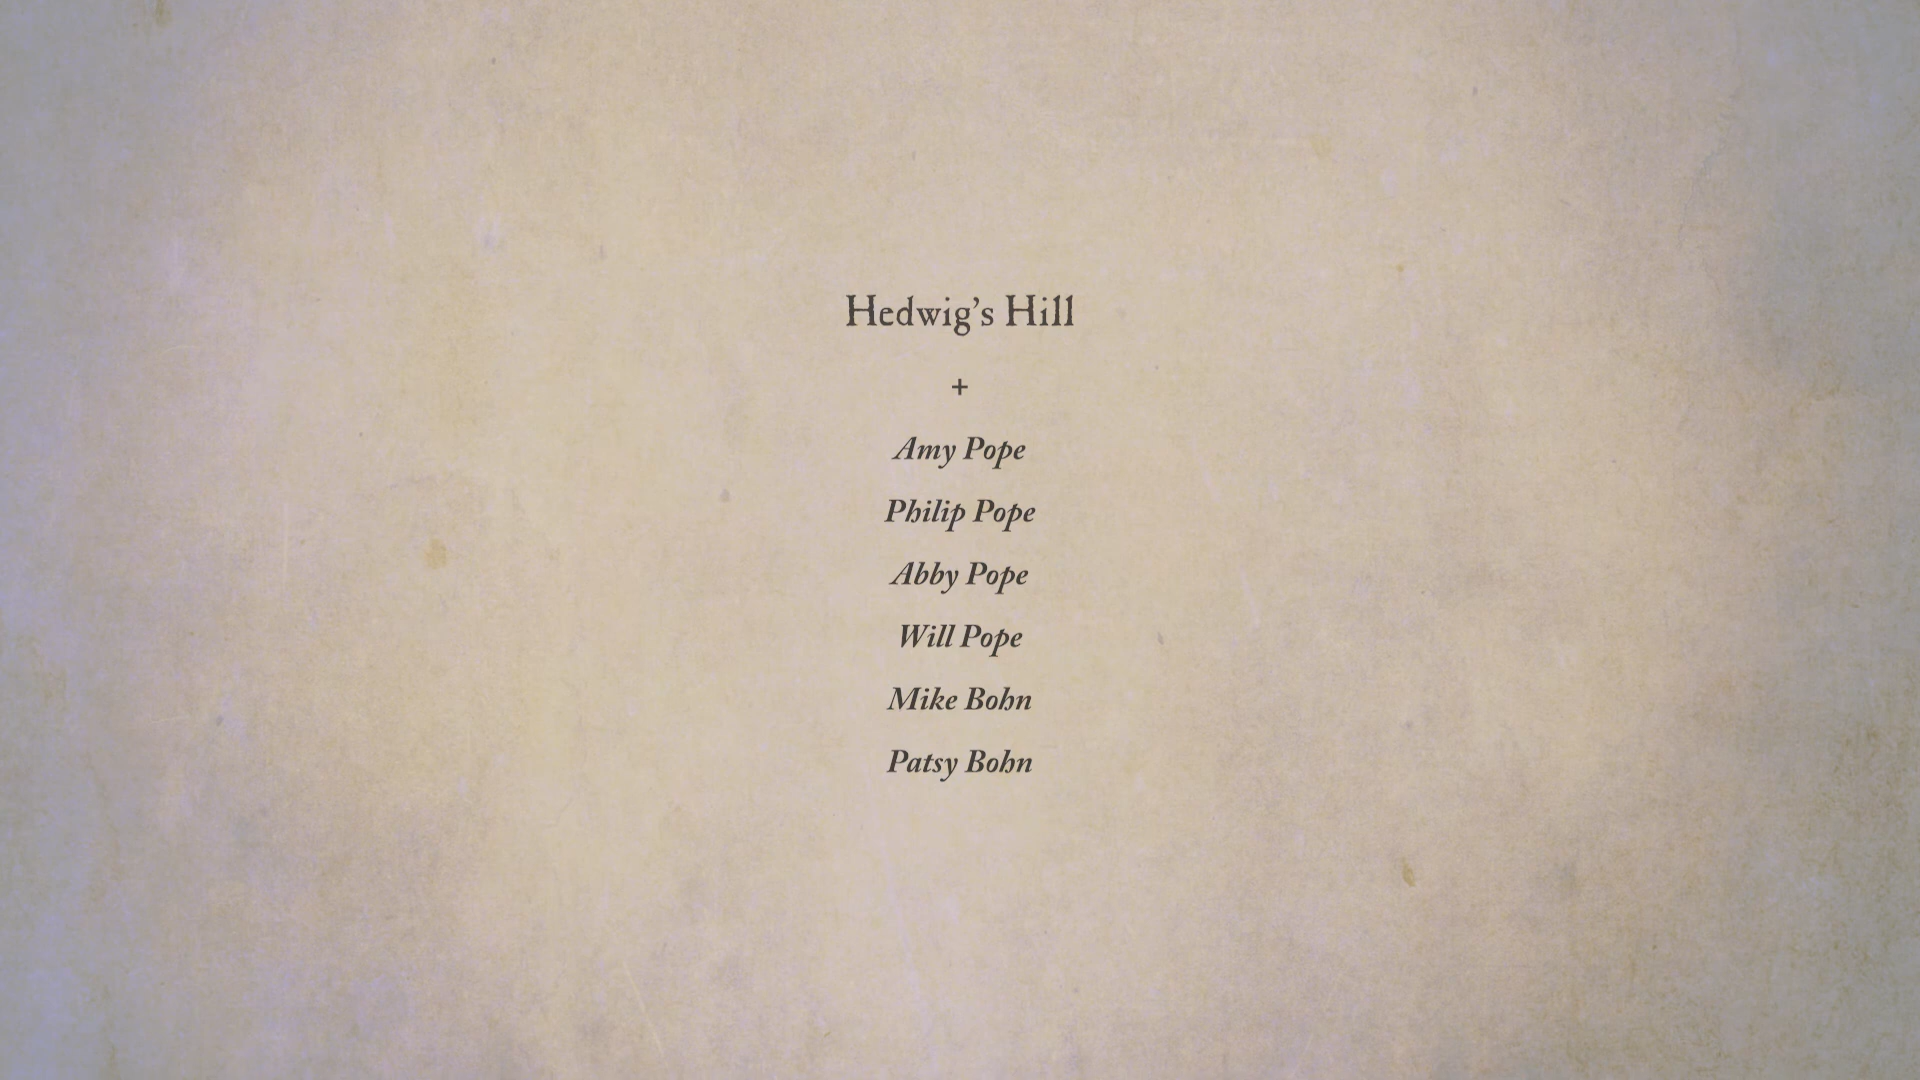 Hedwig’s Hill
+
Amy Pope
Philip Pope
Abby Pope
Will Pope
Mike Bohn
Patsy Bohn